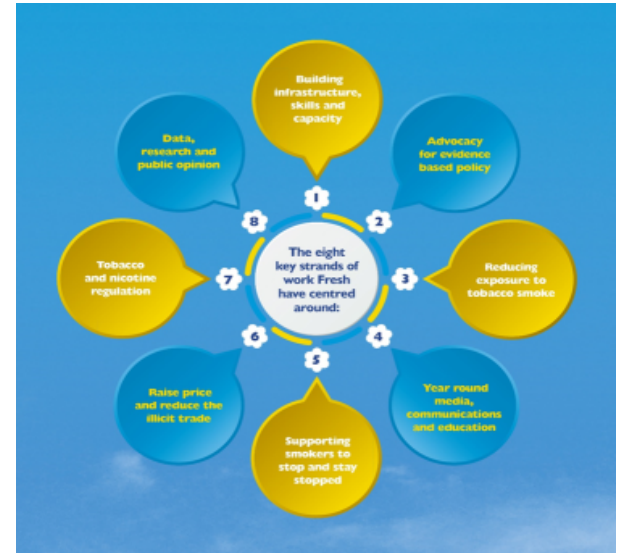 The eight
key strands of
work Fresh
have centred
around:
1
Building
infrastructure,
skills and
capacity
2
Advocacy
for evidence
based policy
3
Reducing
exposure to
tobacco smoke
4
Year round
media,
communications
and education
5
Supporting
smokers to
stop and stay
stopped
6
Raise price
and reduce the
illicit trade
7
Tobacco
and nicotine
regulation
8
Data,
research and
public opinion